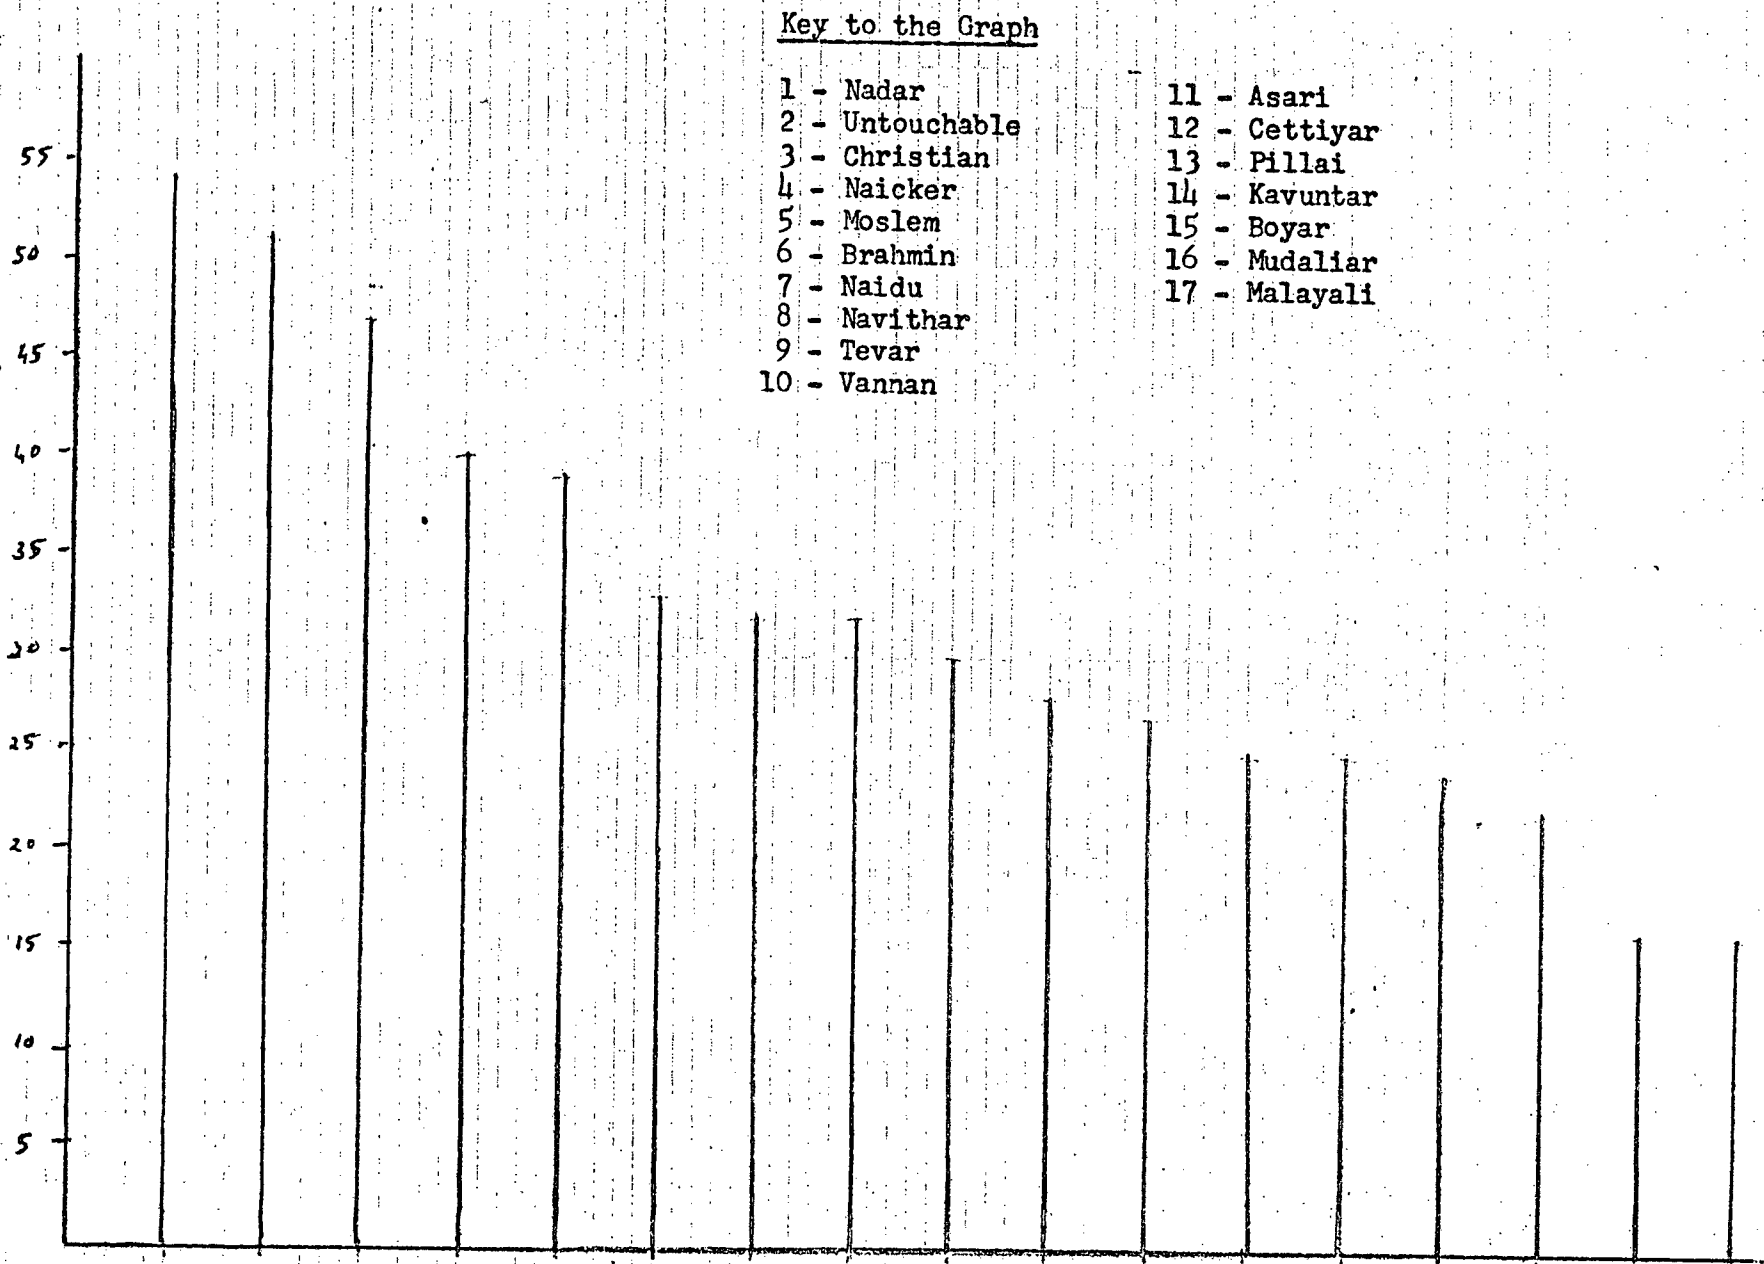 Key to the Graph
1 - Nadar
2 - Untouchable
3 - Christian
4 - Naicker
5 - Moslem
6 - Brahmin
7 - Naidu
8 - Navithar
9 - Tevar
10 - Vannan
11 - Asari
12 - Cettiyar
13 - Pillai
14 - Kavuntar
15 - Boyar
16 - Mudaliar
17 - Malayali
55
50
45
40
35
30
25
20
15
10
5